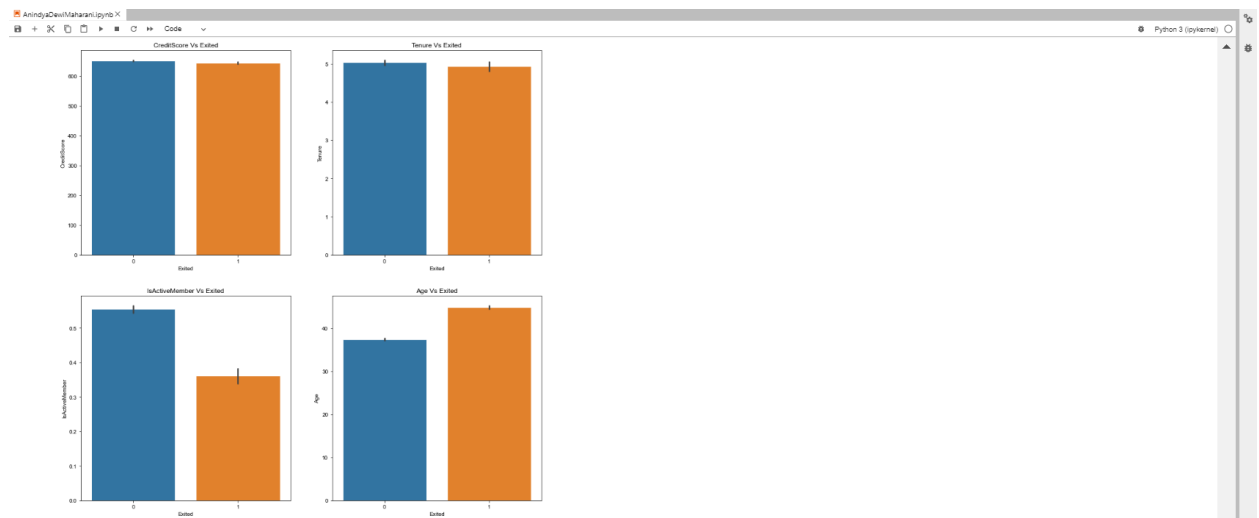 AnindyaDewiMaharani.ipynb
Code
Python 3 (ipykernel)
CreditScore Vs Exited
CreditScore
600
500
400
300
200
100
0
0 1
Exited
Tenure Vs Exited
Tenure
5
4
3
2
1
0
0 1
Exited
IsActiveMember Vs Exited
IsActiveMember
0.5
0.4
0.3
0.2
0.1
0.0
0 1
Exited
Age Vs Exited
Age
40
30
20
10
0
0 1
Exited